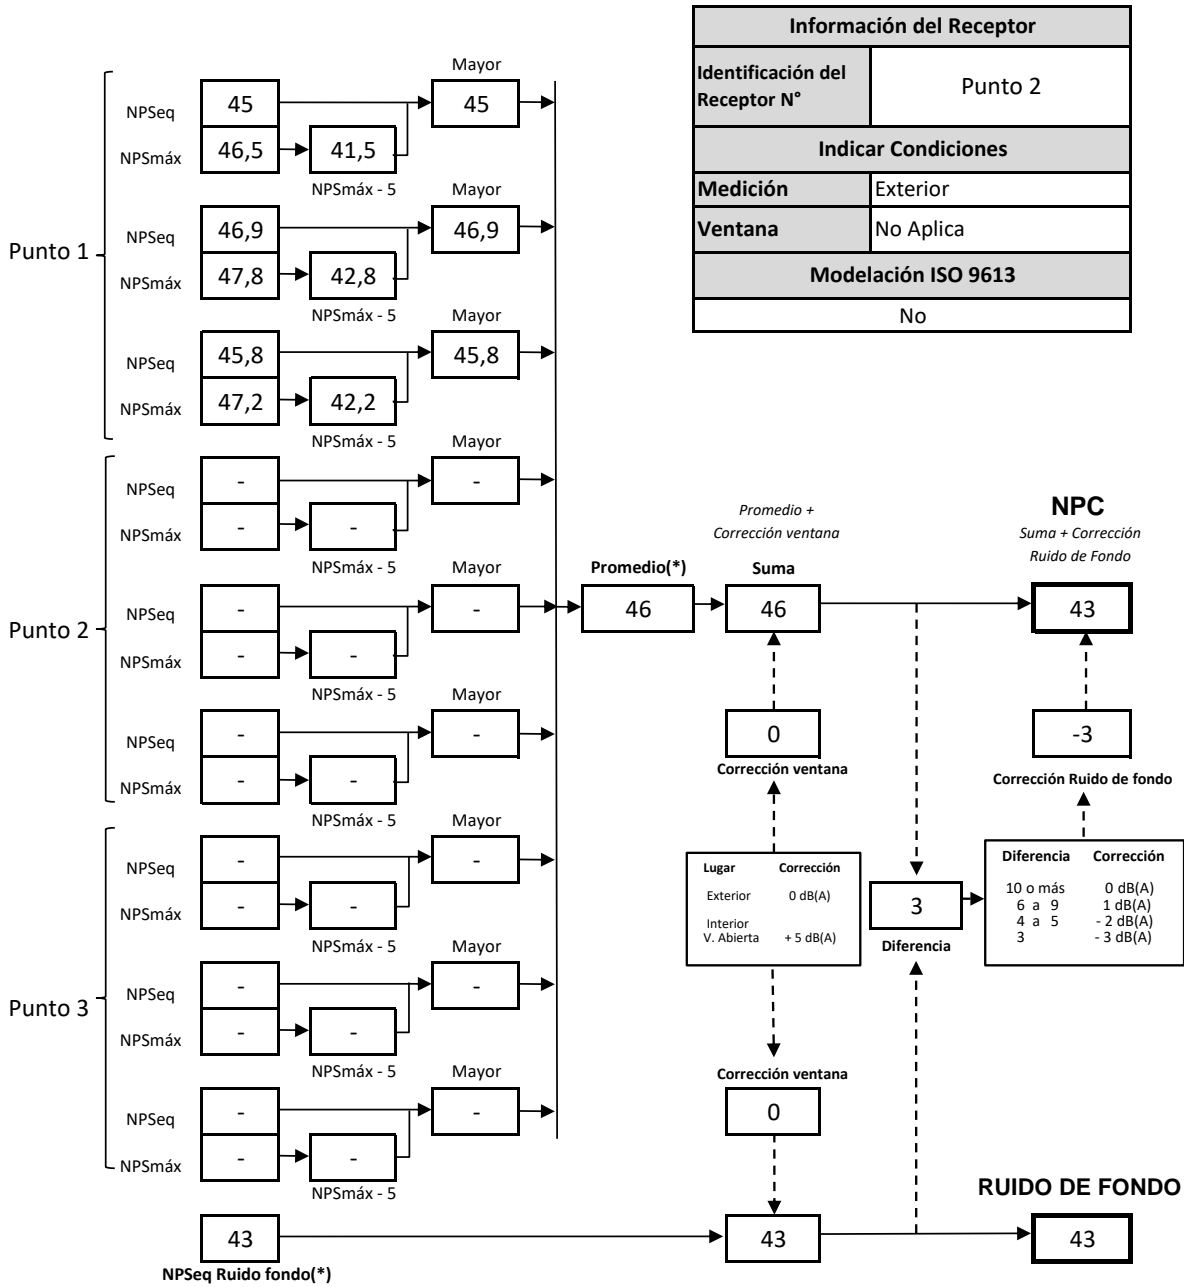 Información del Receptor
Identificación del
Receptor N°
Punto 2
Indicar Condiciones
Medición
Exterior
Ventana
No Aplica
Modelación ISO 9613
No
Punto 1
NPSeq
45
Mayor
45
NPSmáx
46,5
41,5
NPSmáx - 5
NPSeq
46,9
Mayor
46,9
NPSmáx
47,8
42,8
NPSmáx - 5
NPSeq
45,8
Mayor
45,8
NPSmáx
47,2
42,2
NPSmáx - 5
Punto 2
NPSeq
-
Mayor
-
NPSmáx
-
-
NPSmáx - 5
NPSeq
-
Mayor
-
NPSmáx
-
-
NPSmáx - 5
NPSeq
-
Mayor
-
NPSmáx
-
-
NPSmáx - 5
Punto 3
NPSeq
-
Mayor
-
NPSmáx
-
-
NPSmáx - 5
NPSeq
-
Mayor
-
NPSmáx
-
-
NPSmáx - 5
NPSeq
-
Mayor
-
NPSmáx
-
-
NPSmáx - 5
43
NPSeq Ruido fondo(*)
Promedio(*)
46
Promedio +
Corrección ventana
Suma
46
0
Corrección ventana
Lugar Corrección
Exterior 0 dB(A)
Interior
V. Abierta + 5 dB(A)
Corrección ventana
0
43
3
Diferencia
NPC
Suma + Corrección
Ruido de Fondo
43
-3
Corrección Ruido de fondo
Diferencia Corrección
10 o más 0 dB(A)
6 a 9 1 dB(A)
4 a 5 - 2 dB(A)
3 - 3 dB(A)
RUIDO DE FONDO
43